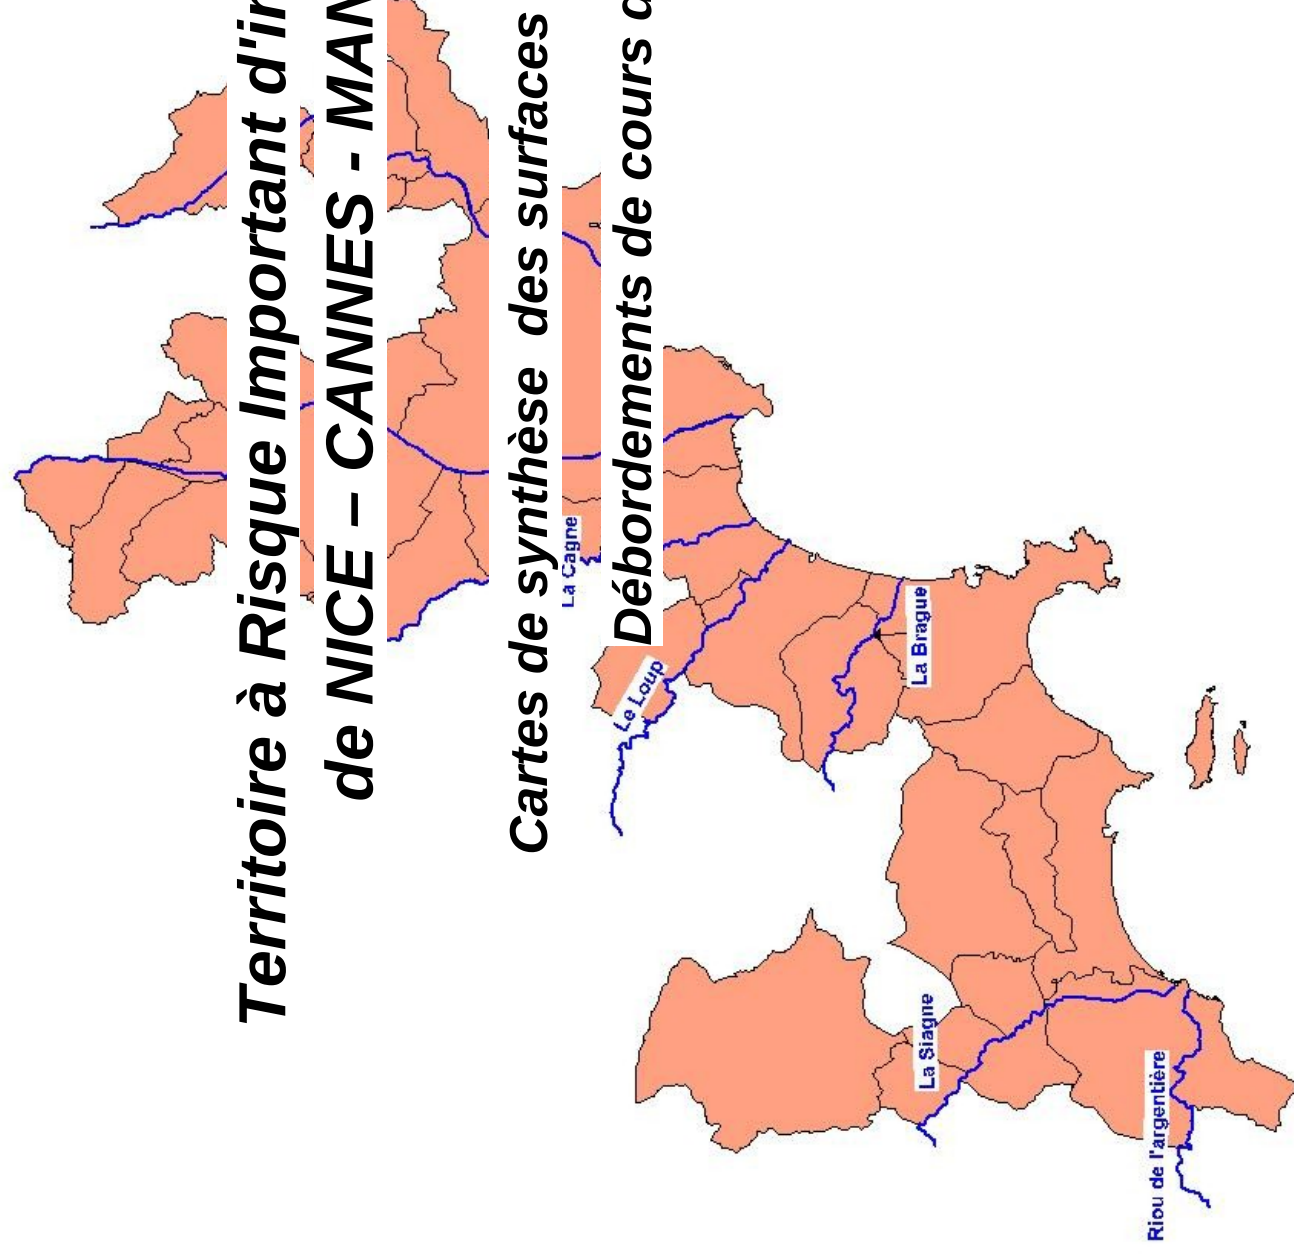 Territoire à Risque Important d'in
de NICE – CANNES - MAN
Cartes de synthèse des surfaces
Débordements de cours d
La Cagne
Le Loup
La Brague
La Siagne
Riou de l'argentière